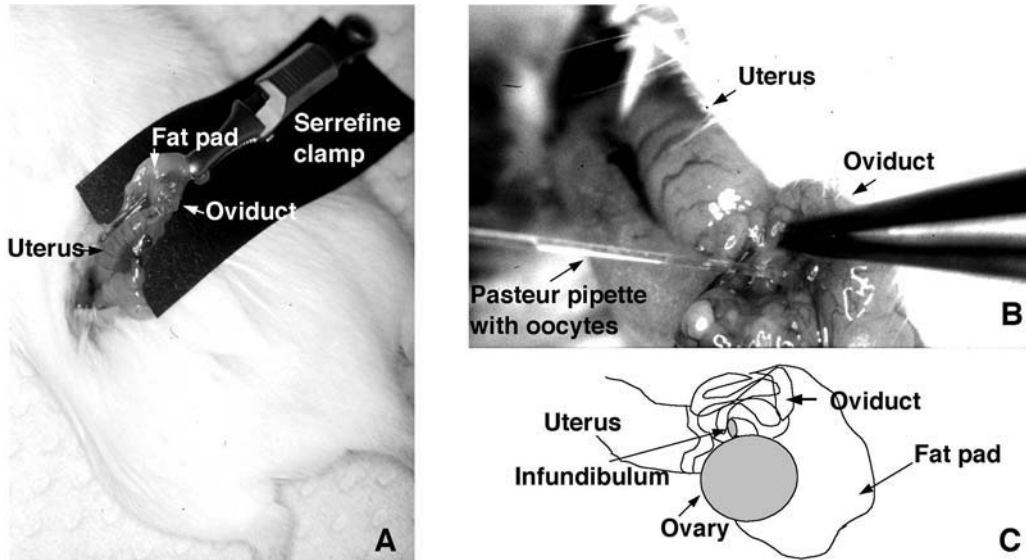 Fat pad
Serrefine
clamp
Oviduct
Uterus
A
Uterus
Oviduct
Pasteur pipette
with oocytes
B
Oviduct
Uterus
Fat pad
Infundibulum
Ovary
C